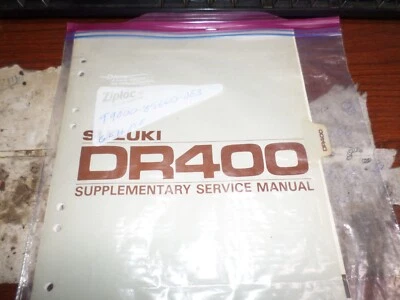 Ziploc
SUZUKI
DR400
DR400
SUPPLEMENTARY SERVICE MANUAL